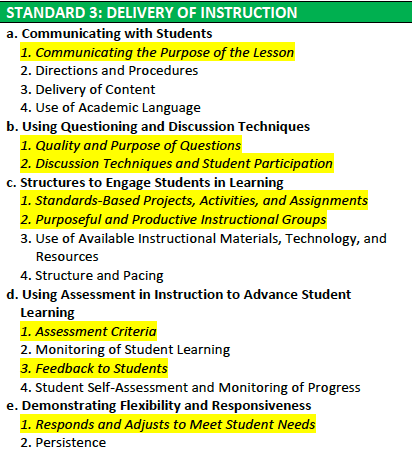 STANDARD 3: DELIVERY OF INSTRUCTION
a. Communicating with Students
1. Communicating the Purpose of the Lesson
2. Directions and Procedures
3. Delivery of Content
4. Use of Academic Language
b. Using Questioning and Discussion Techniques
1. Quality and Purpose of Questions
2. Discussion Techniques and Student Participation
c. Structures to Engage Students in Learning
1. Standards-Based Projects, Activities, and Assignments
2. Purposeful and Productive Instructional Groups
3. Use of Available Instructional Materials, Technology, and
Resources
4. Structure and Pacing
d. Using Assessment in Instruction to Advance Student
Learning
1. Assessment Criteria
2. Monitoring of Student Learning
3. Feedback to Students
4. Student Self-Assessment and Monitoring of Progress
e. Demonstrating Flexibility and Responsiveness
1. Responds and Adjusts to Meet Student Needs
2. Persistence